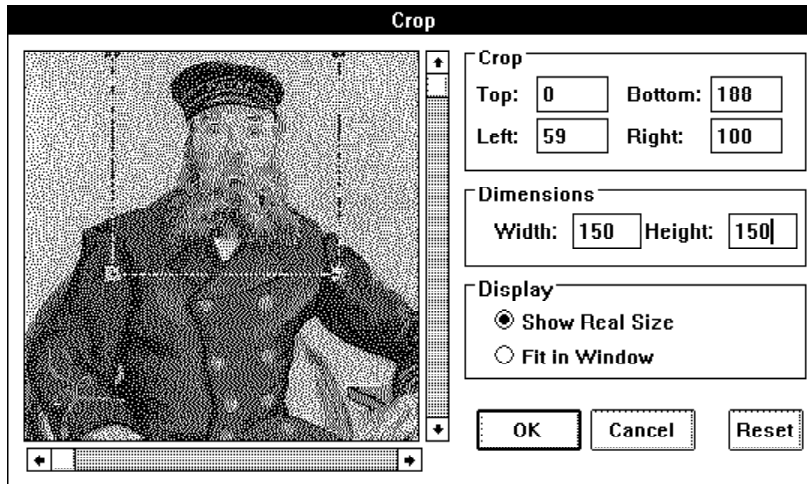 Crop
Crop
Top: 0 Bottom: 188
Left: 59 Right: 100
Dimensions
Width: 150 Height: 150
Display
Show Real Size
Fit in Window
OK Cancel Reset